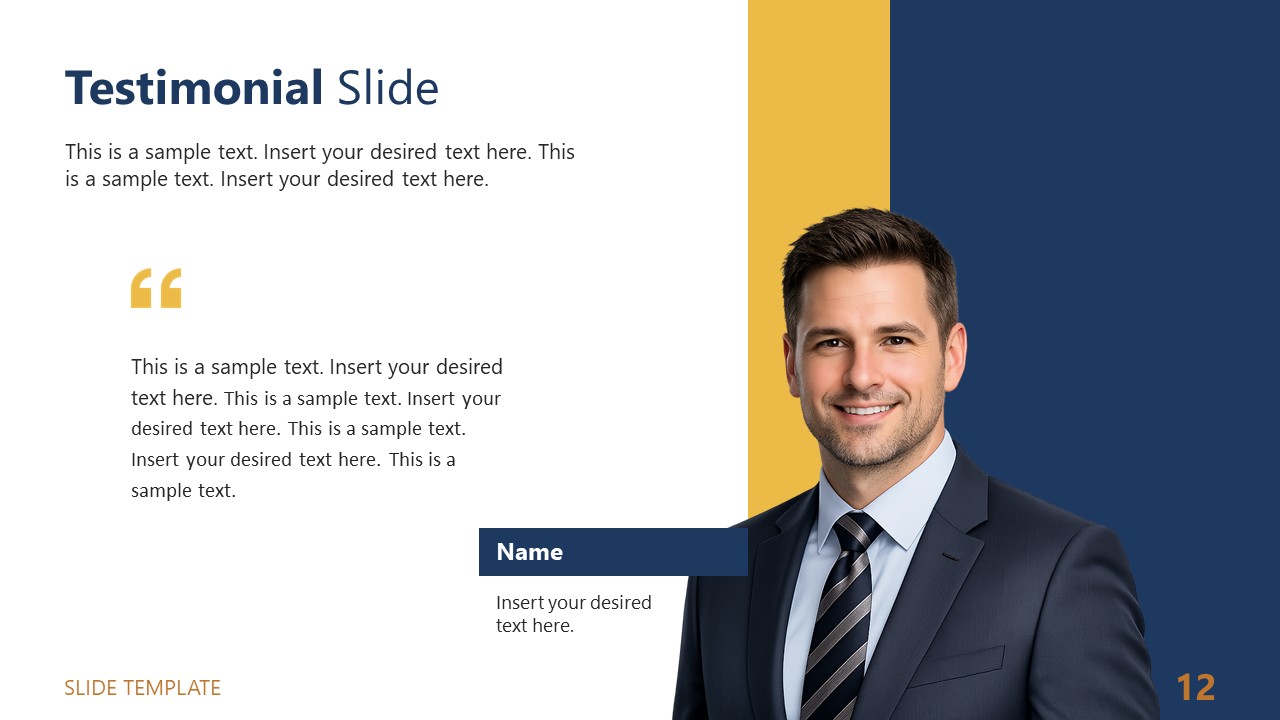 Testimonial Slide
This is a sample text. Insert your desired text here. This
is a sample text. Insert your desired text here.
“
This is a sample text. Insert your desired
text here. This is a sample text. Insert your
desired text here. This is a sample text.
Insert your desired text here. This is a
sample text.
Name
Insert your desired
text here.
SLIDE TEMPLATE
12